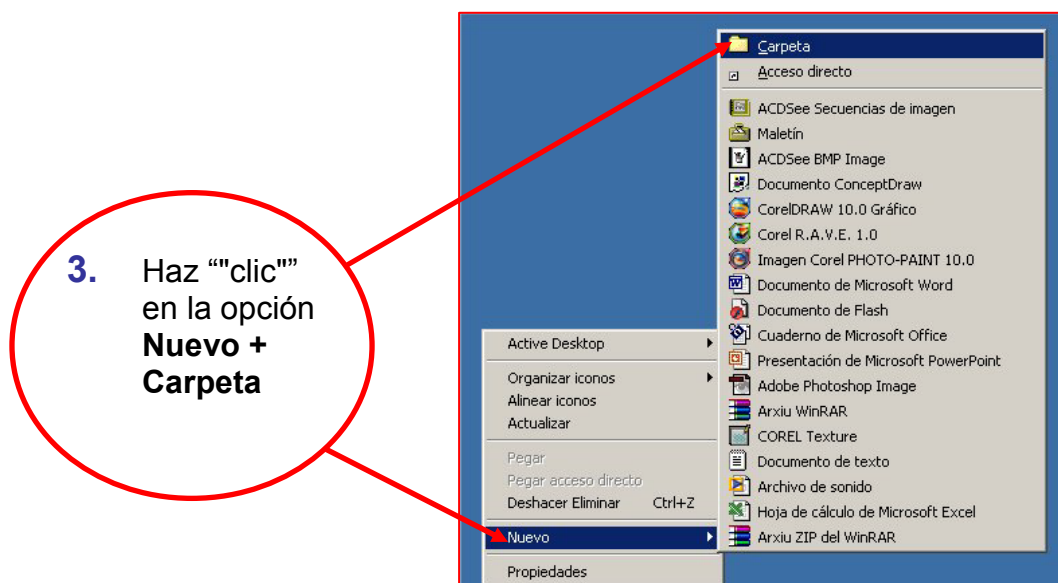 3. Haz “"clic"”
en la opción
Nuevo +
Carpeta
Active Desktop
Organizar iconos
Alinear iconos
Actualizar
Pegar
Pegar acceso directo
Deshacer Eliminar Ctrl+Z
Nuevo
Propiedades
Carpeta
Acceso directo
ACDSee Secuencias de imagen
Maletín
ACDSee BMP Image
Documento ConceptDraw
CorelDRAW 10.0 Gráfico
Corel R.A.V.E. 1.0
Imagen Corel PHOTO-PAINT 10.0
Documento de Microsoft Word
Documento de Flash
Cuaderno de Microsoft Office
Presentación de Microsoft PowerPoint
Adobe Photoshop Image
Arxiu WinRAR
COREL Texture
Documento de texto
Archivo de sonido
Hoja de cálculo de Microsoft Excel
Arxiu ZIP del WinRAR